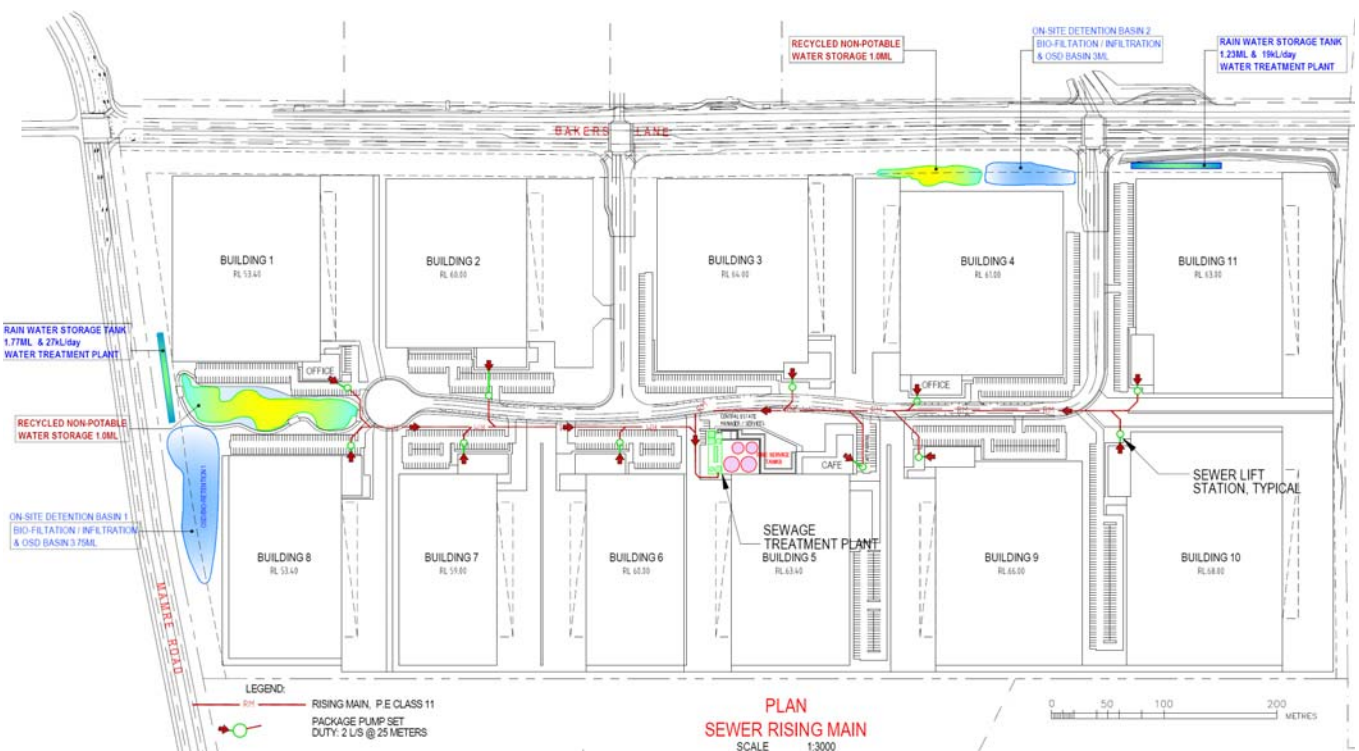 RECYCLED NON-POTABLE
WATER STORAGE 1.0ML
ON-SITE DETENTION BASIN 2
BIO-FILTATION / INFILTRATION
& OSD BASIN 3ML
RAIN WATER STORAGE TANK
1.23ML & 19kL/day
WATER TREATMENT PLANT
BAKERS LANE
BUILDING 1
RL 53.40
BUILDING 2
RL 60.00
BUILDING 3
RL 64.00
BUILDING 4
RL 61.00
BUILDING 11
RL 63.00
RAIN WATER STORAGE TANK
1.77ML & 27kL/day
WATER TREATMENT PLANT
OFFICE
OFFICE
RECYCLED NON-POTABLE
WATER STORAGE 1.0ML
CAFE
SEWER LIFT
STATION, TYPICAL
ON-SITE DETENTION BASIN 1
BIO-FILTATION / INFILTRATION
& OSD BASIN 3.75ML
SEWAGE
TREATMENT PLANT
BUILDING 8
RL 53.40
BUILDING 7
RL 59.00
BUILDING 6
RL 60.30
BUILDING 5
RL 63.40
BUILDING 9
RL 66.00
BUILDING 10
RL 68.00
MAMRE ROAD
LEGEND:
RM RISING MAIN, P.E CLASS 11
PACKAGE PUMP SET
DUTY: 2 L/S @ 25 METERS
PLAN
SEWER RISING MAIN
SCALE 1:3000
0 50 100 200 METRES